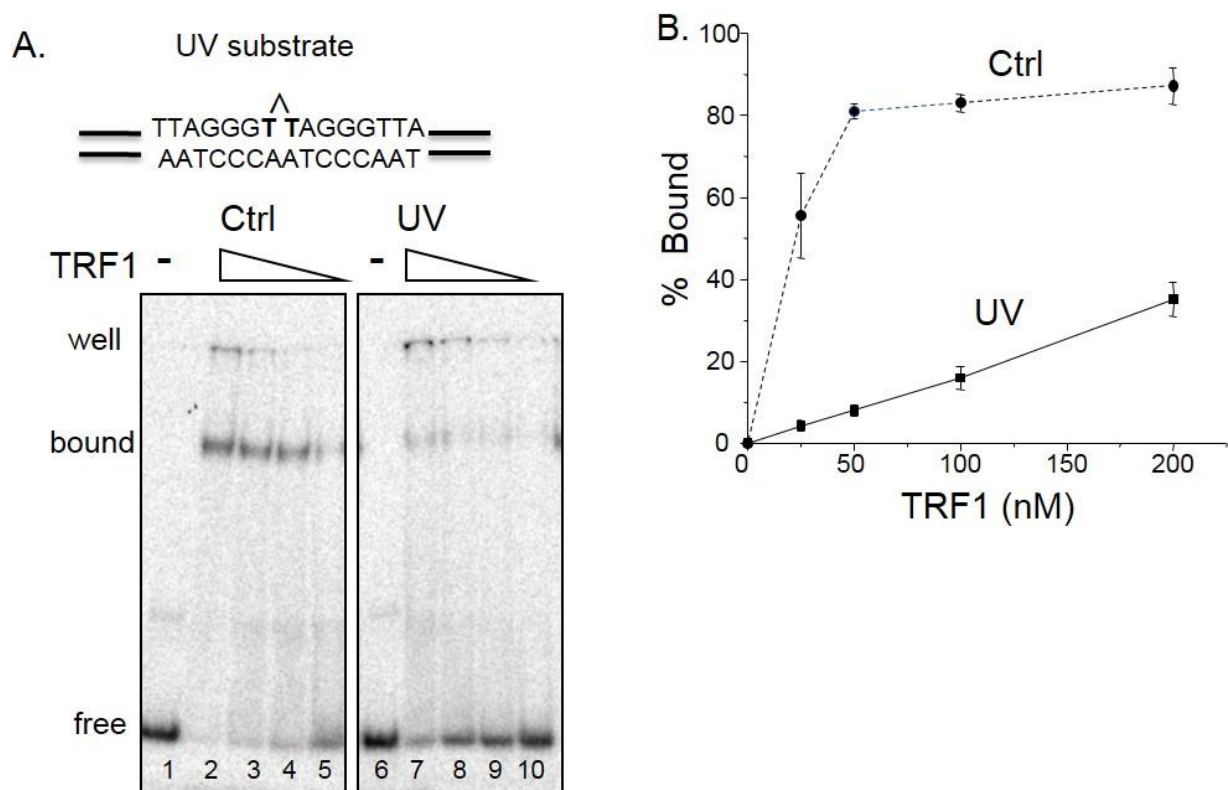 A.
UV substrate
^
TTAGGGT TAGGGTTA
AATCCCAATCCCAAT
Ctrl UV
TRF1 - -
well
bound
free
1 2 3 4 5 6 7 8 9 10
B.
100
80
60
40
20
0
% Bound
Ctrl
UV
0 50 100 150 200
TRF1 (nM)